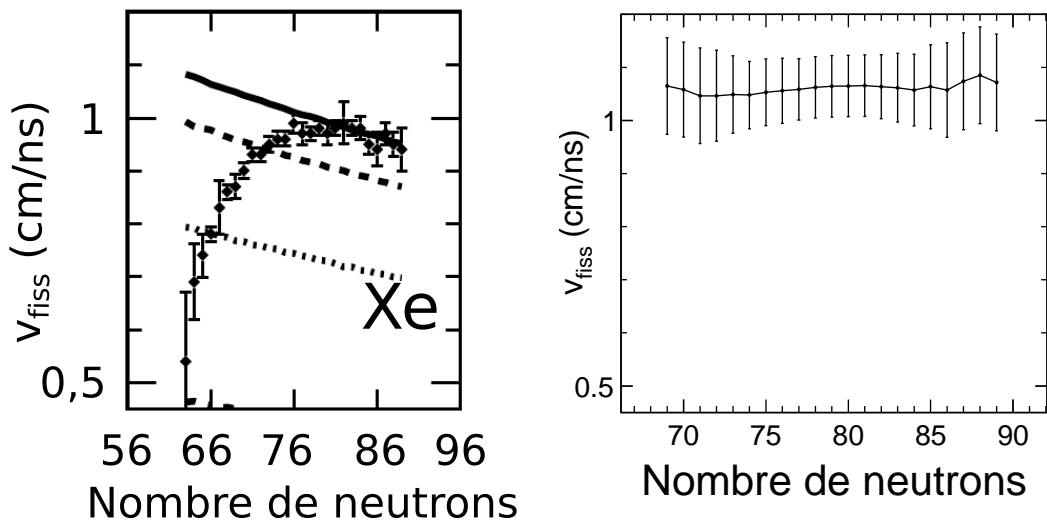 v_fiss (cm/ns)
1
0,5
Xe
56 66 76 86 96
Nombre de neutrons
v_fiss (cm/ns)
1
0.5
70 75 80 85 90
Nombre de neutrons